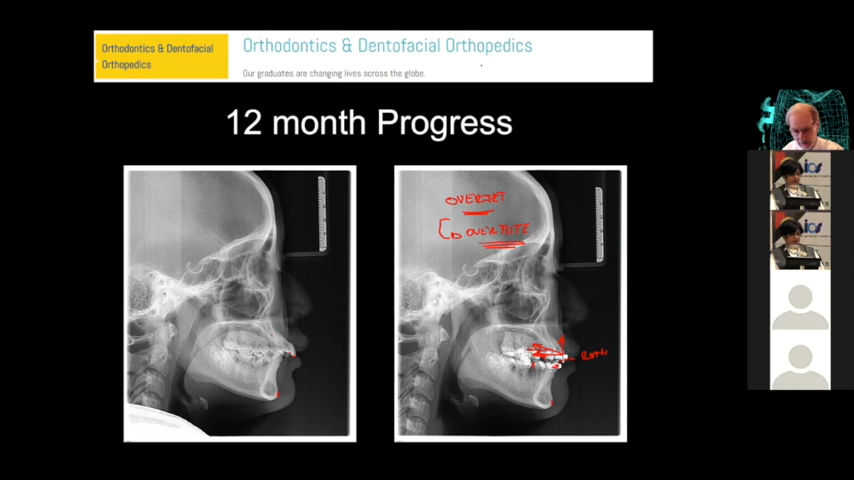 Orthodontics & Dentofacial
Orthopedics
Orthodontics & Dentofacial Orthopedics
Our graduates are changing lives across the globe.
12 month Progress
OVERJET
OVERBITE
ios